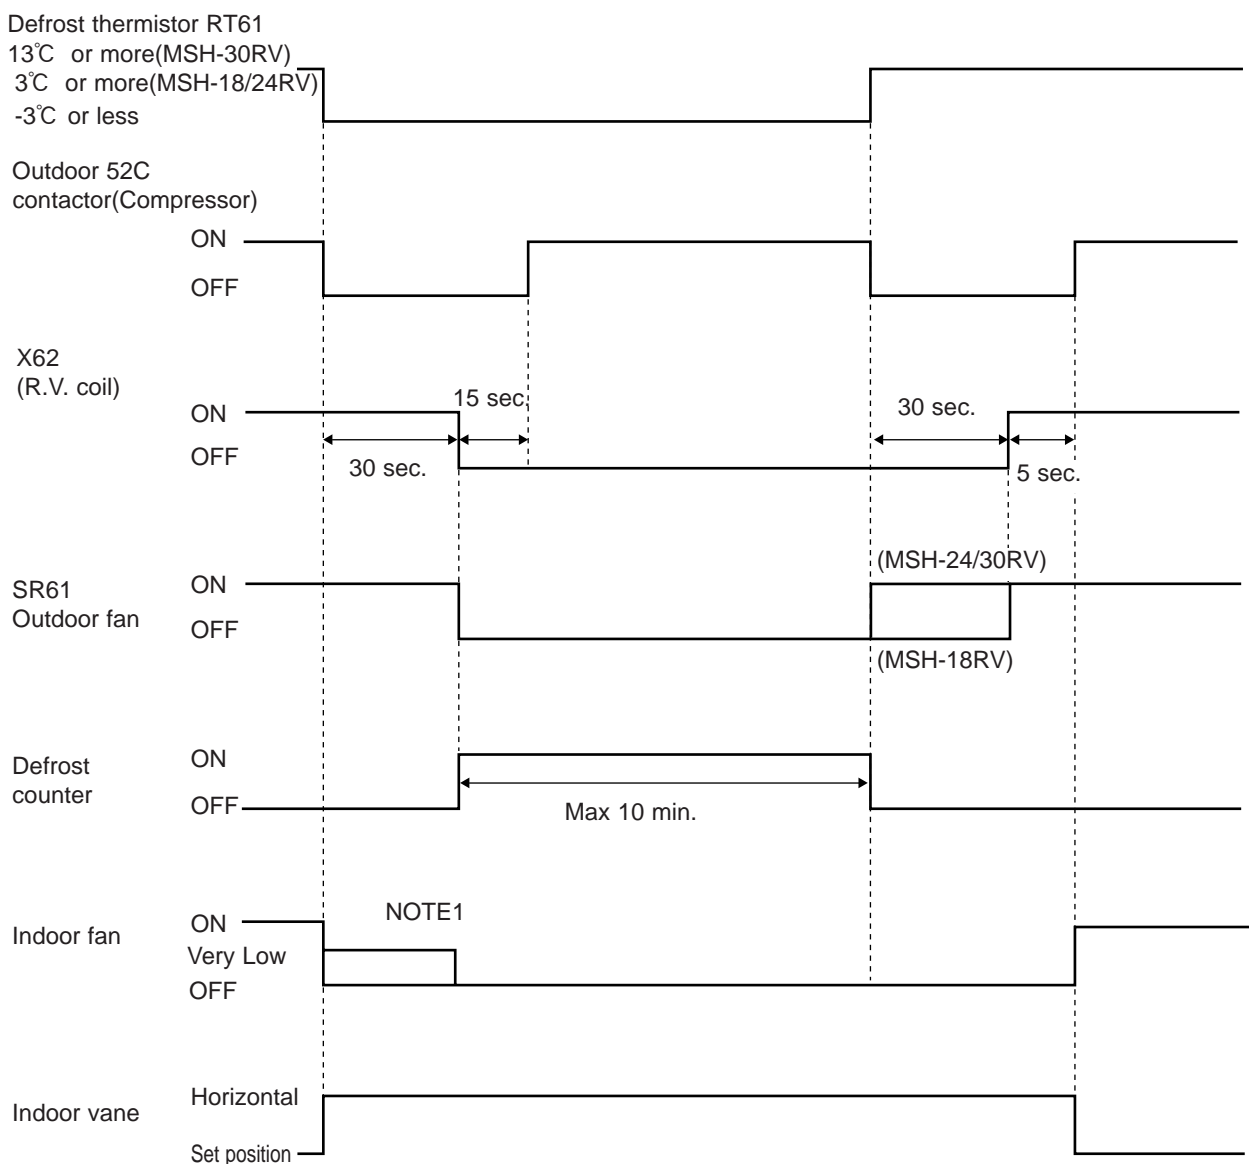 Defrost thermistor RT61
13℃ or more(MSH-30RV)
3℃ or more(MSH-18/24RV)
-3℃ or less
Outdoor 52C
contactor(Compressor)
ON
OFF
X62
(R.V. coil)
ON
OFF
15 sec.
30 sec.
30 sec.
5 sec.
SR61
Outdoor fan
ON
OFF
(MSH-24/30RV)
(MSH-18RV)
Defrost
counter
ON
OFF
Max 10 min.
Indoor fan
ON
Very Low
OFF
NOTE1
Indoor vane
Horizontal
Set position